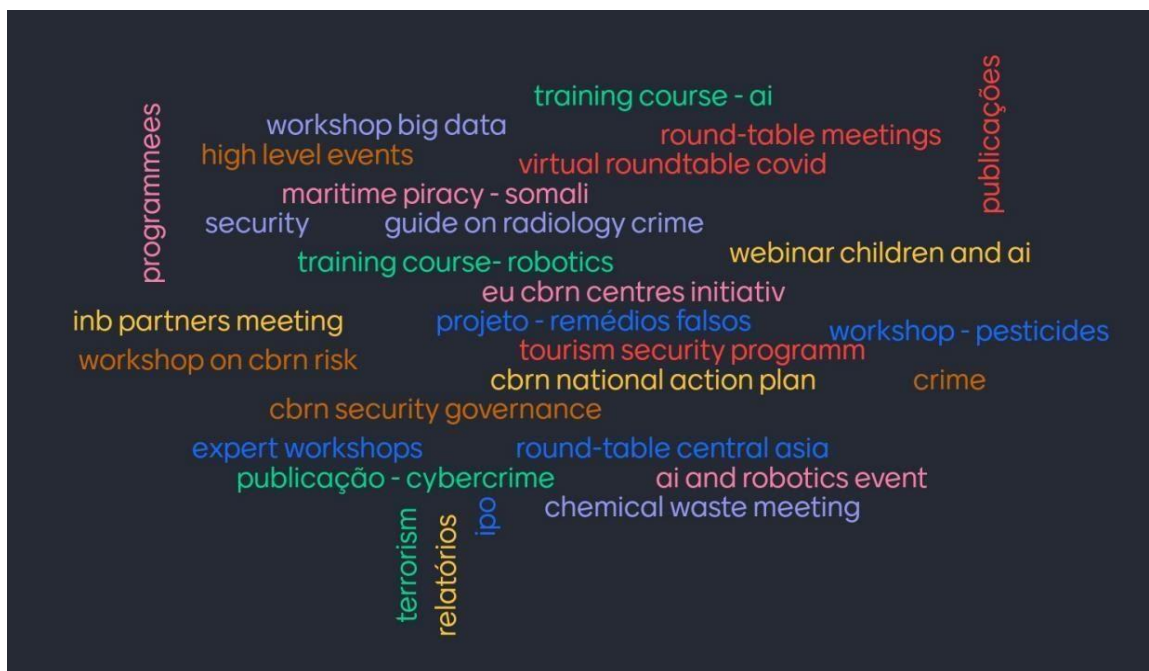 training course - ai
publicações
programmees
workshop big data
round-table meetings
high level events
virtual roundtable covid
maritime piracy - somali
security
guide on radiology crime
webinar children and ai
training course- robotics
eu cbrn centres initiativ
inb partners meeting
projeto - remédios falsos
workshop - pesticides
workshop on cbrn risk
tourism security programm
cbrn national action plan
crime
cbrn security governance
expert workshops
round-table central asia
publicação - cybercrime
ai and robotics event
ipo
chemical waste meeting
terrorism
relatórios